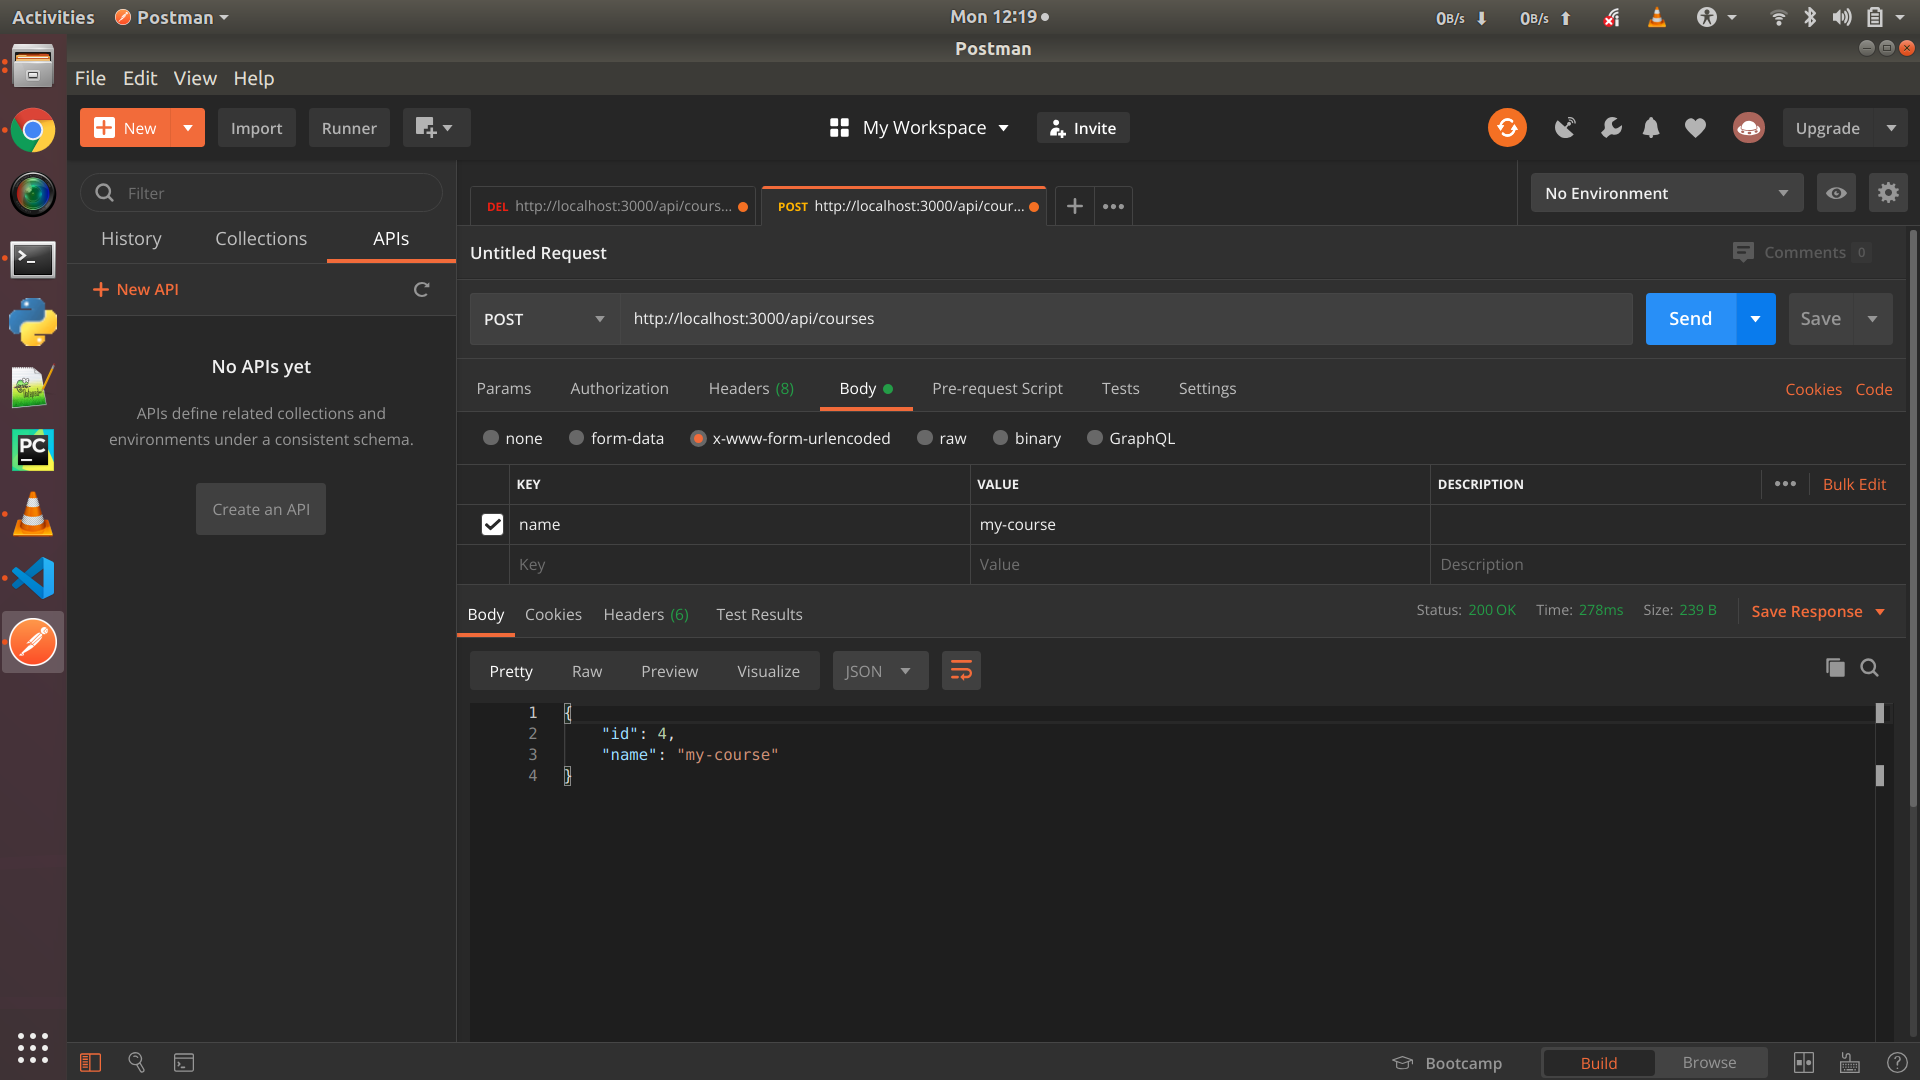 Activities Postman Mon 12:19 0B/s 0B/s
Postman
File Edit View Help
New Import Runner My Workspace Invite Upgrade
Filter
DEL http://localhost:3000/api/cours... POST http://localhost:3000/api/cour... No Environment
History Collections APIs
Untitled Request Comments 0
New API
POST http://localhost:3000/api/courses Send Save
No APIs yet
APIs define related collections and
environments under a consistent schema.
Create an API
Params Authorization Headers (8) Body Pre-request Script Tests Settings Cookies Code
none form-data x-www-form-urlencoded raw binary GraphQL
KEY VALUE DESCRIPTION Bulk Edit
name my-course
Key Value Description
Body Cookies Headers (6) Test Results Status: 200 OK Time: 278ms Size: 239 B Save Response
Pretty Raw Preview Visualize JSON
1 {
2 "id": 4,
3 "name": "my-course"
4 }
PC
Bootcamp Build Browse